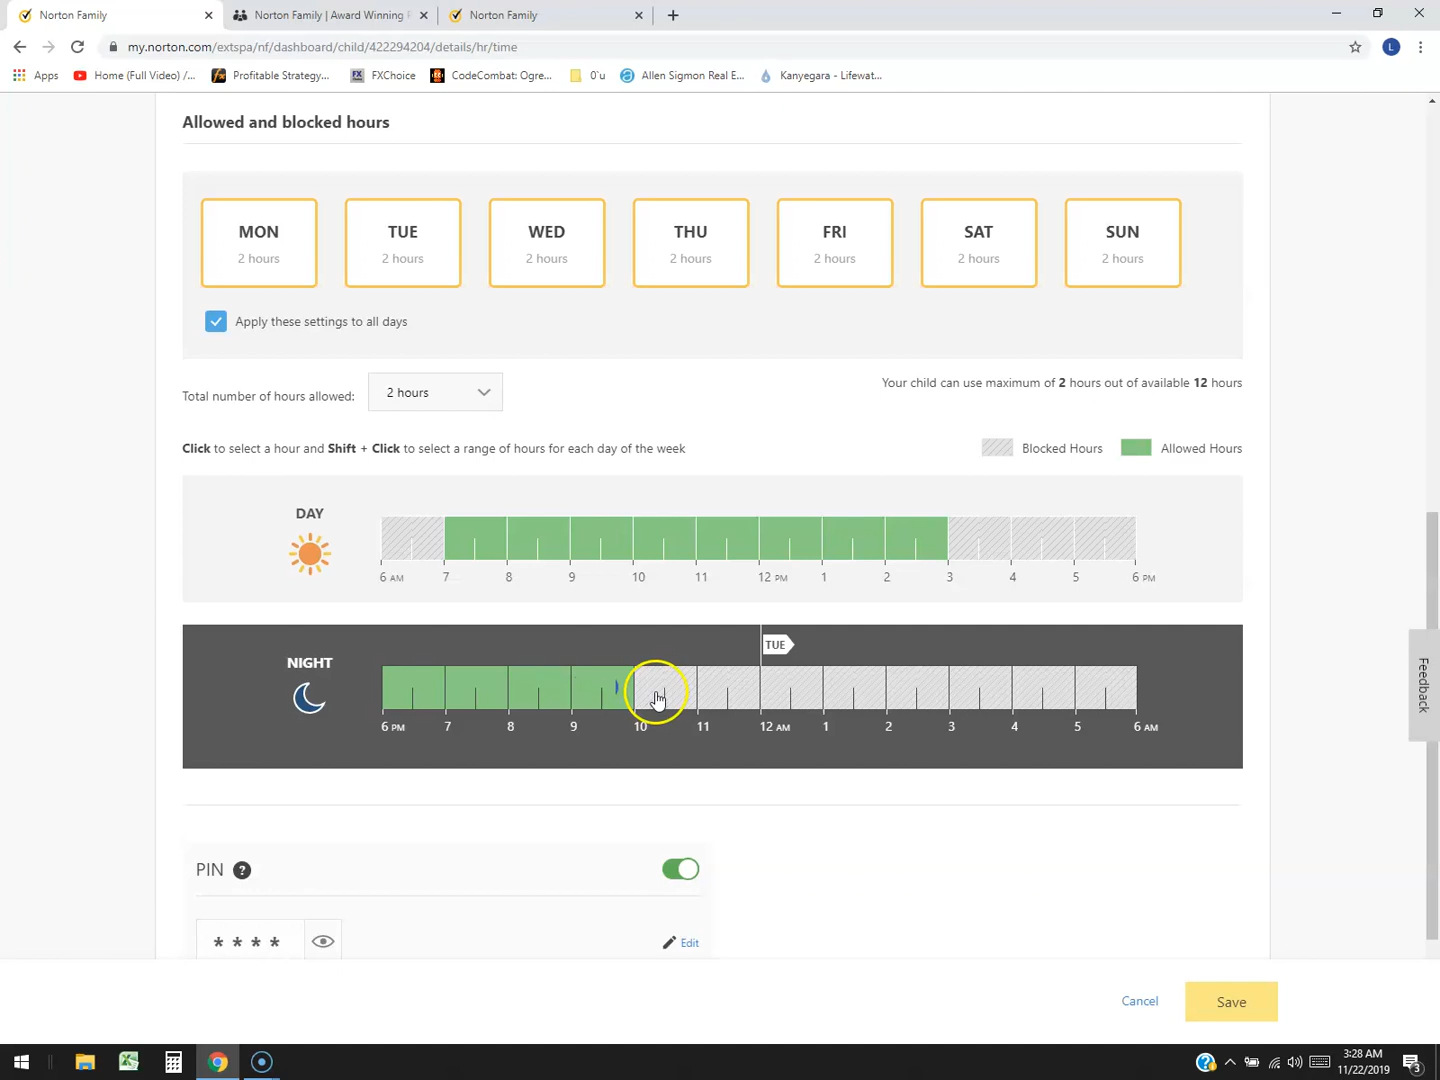 Norton Family
Norton Family | Award Winning P
Norton Family
my.norton.com/extspa/nf/dashboard/child/422294204/details/hr/time
L
Apps
Home (Full Video) /...
Profitable Strategy...
FXChoice
CodeCombat: Ogre...
0`u
Allen Sigmon Real E...
Kanyegara - Lifewat...
Allowed and blocked hours
MON TUE WED THU FRI SAT SUN
2 hours 2 hours 2 hours 2 hours 2 hours 2 hours 2 hours
Apply these settings to all days
Total number of hours allowed: 2 hours
Your child can use maximum of 2 hours out of available 12 hours
Click to select a hour and Shift + Click to select a range of hours for each day of the week
Blocked Hours Allowed Hours
DAY
6 AM 7 8 9 10 11 12 PM 1 2 3 4 5 6 PM
TUE
NIGHT
6 PM 7 8 9 10 11 12 AM 1 2 3 4 5 6 AM
Feedback
PIN ?
* * * *
Edit
Cancel
Save
3:28 AM
11/22/2019
3